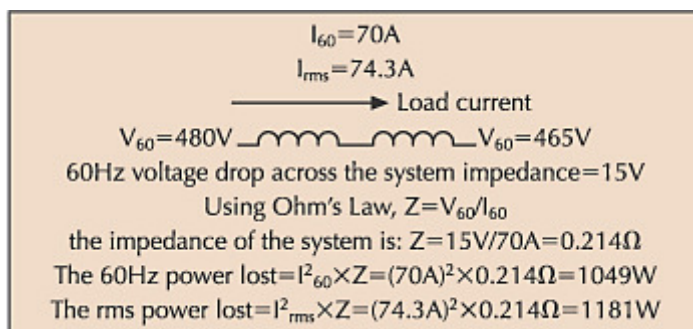 I₆₀=70A
Iᵣₘₛ=74.3A
Load current
V₆₀=480V V₆₀=465V
60Hz voltage drop across the system impedance=15V
Using Ohm's Law, Z=V₆₀/I₆₀
the impedance of the system is: Z=15V/70A=0.214Ω
The 60Hz power lost=I²₆₀×Z=(70A)²×0.214Ω=1049W
The rms power lost=I²ᵣₘₛ×Z=(74.3A)²×0.214Ω=1181W